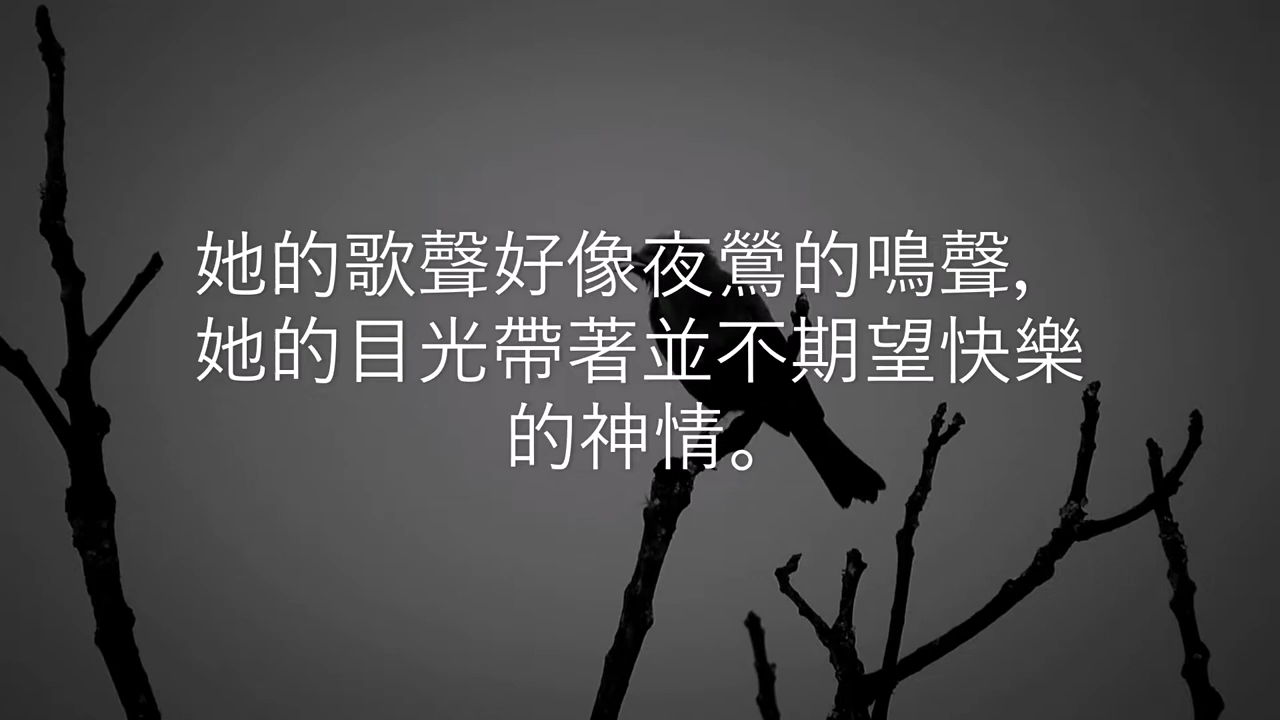 她的歌聲好像夜鶯的嗚聲,
她的目光帶著並不期望快樂
的神情。